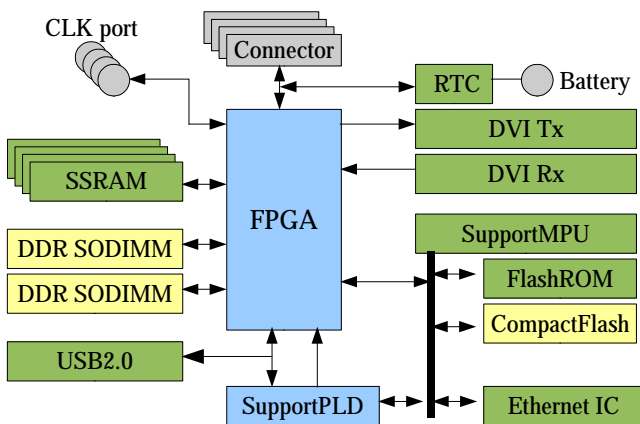 CLK port
Connector
RTC
Battery
DVI Tx
DVI Rx
SSRAM
FPGA
SupportMPU
DDR SODIMM
FlashROM
DDR SODIMM
CompactFlash
USB2.0
SupportPLD
Ethernet IC